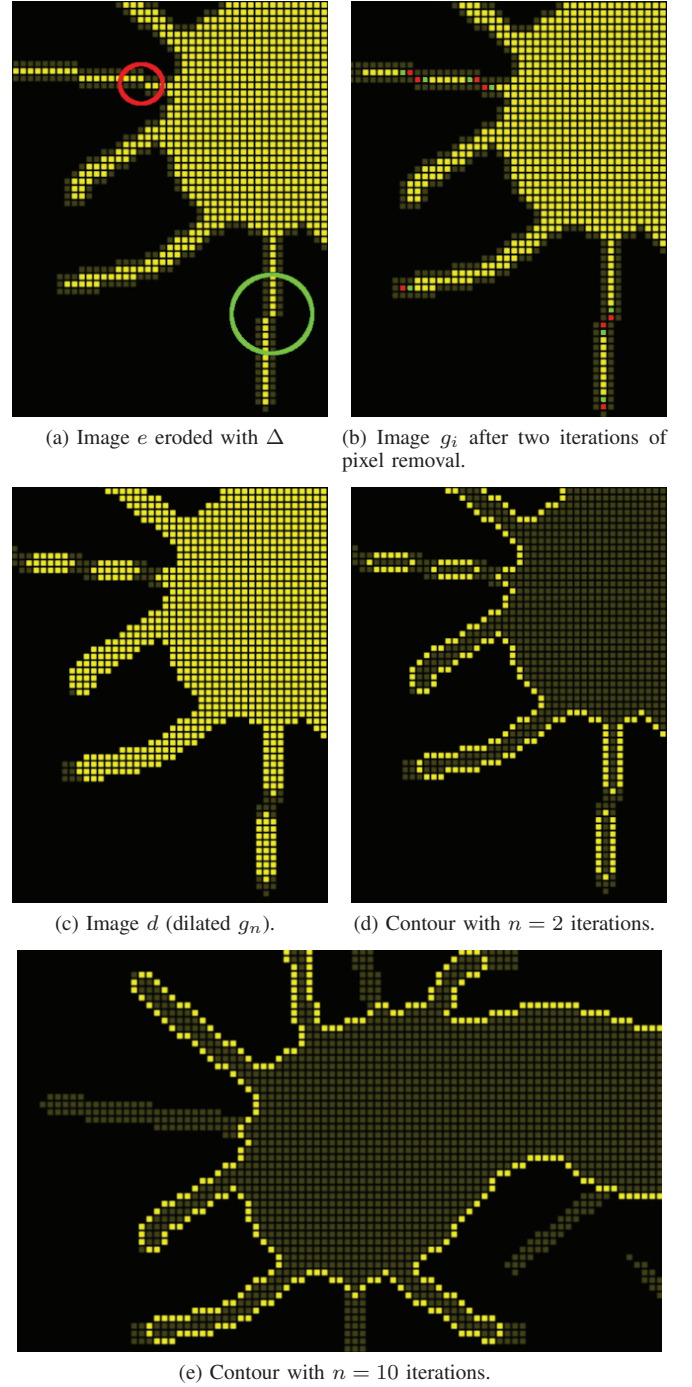 (a) Image e eroded with Δ
(b) Image gᵢ after two iterations of
pixel removal.
(c) Image d (dilated gₙ).
(d) Contour with n = 2 iterations.
(e) Contour with n = 10 iterations.